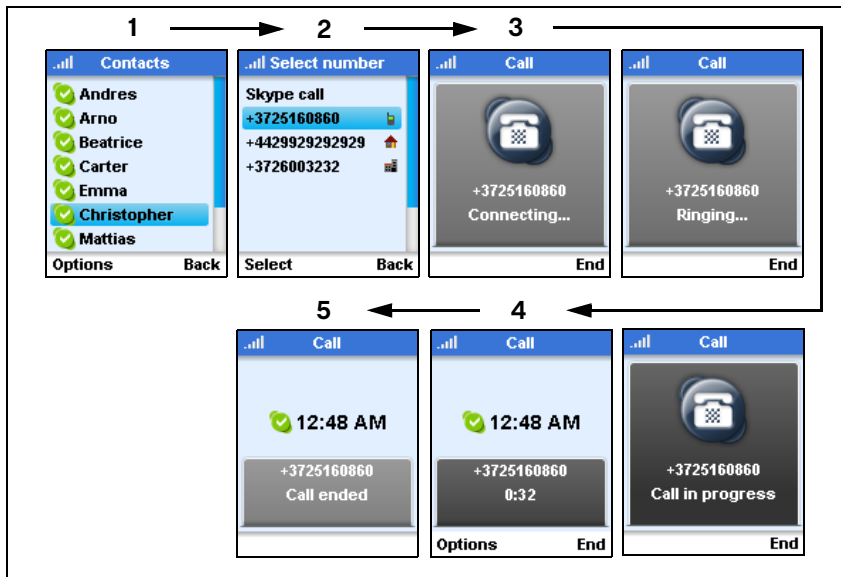 1 2 3
Contacts
Andres
Arno
Beatrice
Carter
Emma
Christopher
Mattias
Options Back
Select number
Skype call
+3725160860
+4429929292929
+3726003232
Select Back
Call
+3725160860
Connecting...
End
Call
+3725160860
Ringing...
End
5 4
Call
12:48 AM
+3725160860
Call ended
Call
12:48 AM
+3725160860
0:32
Options End
Call
+3725160860
Call in progress
End